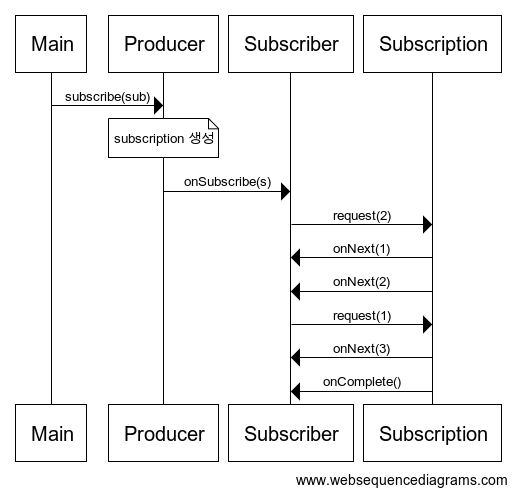 Main
Producer
Subscriber
Subscription
subscribe(sub)
subscription 생성
onSubscribe(s)
request(2)
onNext(1)
onNext(2)
request(1)
onNext(3)
onComplete()
Main
Producer
Subscriber
Subscription
www.websequencediagrams.com